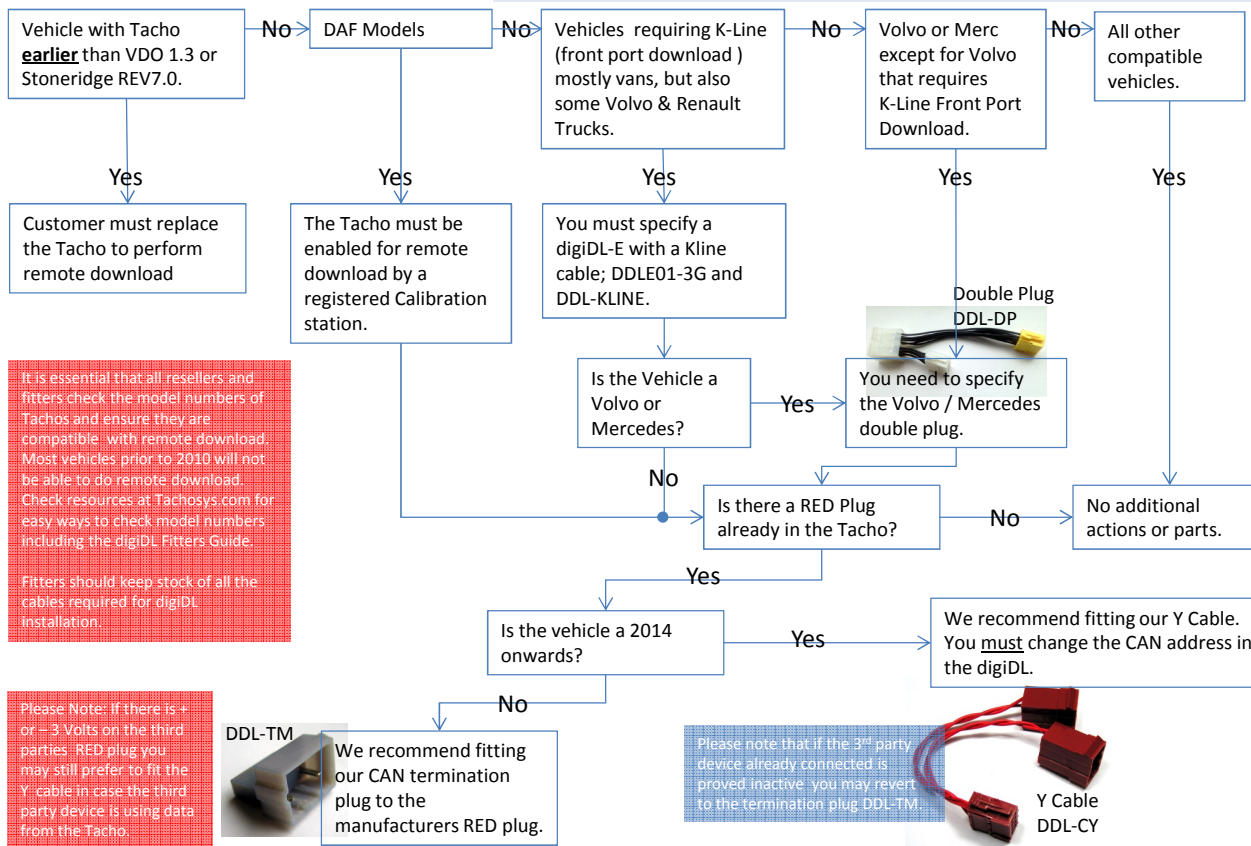 Vehicle with Tacho
earlier than VDO 1.3 or
Stoneridge REV7.0.
No
DAF Models
No
Vehicles requiring K-Line
(front port download )
mostly vans, but also
some Volvo & Renault
Trucks.
No
Volvo or Merc
except for Volvo
that requires
K-Line Front Port
Download.
No
All other
compatible
vehicles.
Yes
Yes
Yes
Yes
Yes
Customer must replace
the Tacho to perform
remote download
The Tacho must be
enabled for remote
download by a
registered Calibration
station.
You must specify a
digiDL-E with a Kline
cable; DDLE01-3G and
DDL-KLINE.
Double Plug
DDL-DP
It is essential that all resellers and
fitters check the model numbers of
Tachos and ensure they are
compatible with remote download.
Most vehicles prior to 2010 will not
be able to do remote download.
Check resources at Tachosys.com for
easy ways to check model numbers
including the digiDL Fitters Guide.
Fitters should keep stock of all the
cables required for digiDL
installation.
Is the Vehicle a
Volvo or
Mercedes?
Yes
You need to specify
the Volvo / Mercedes
double plug.
No
Is there a RED Plug
already in the Tacho?
No
No additional
actions or parts.
Yes
Is the vehicle a 2014
onwards?
Yes
We recommend fitting our Y Cable.
You must change the CAN address in
the digiDL.
No
Please Note: If there is +
or – 3 Volts on the third
parties RED plug you
may still prefer to fit the
Y cable in case the third
party device is using data
from the Tacho.
DDL-TM
We recommend fitting
our CAN termination
plug to the
manufacturers RED plug.
Please note that if the 3rd party
device already connected is
proved inactive you may revert
to the termination plug DDL-TM.
Y Cable
DDL-CY